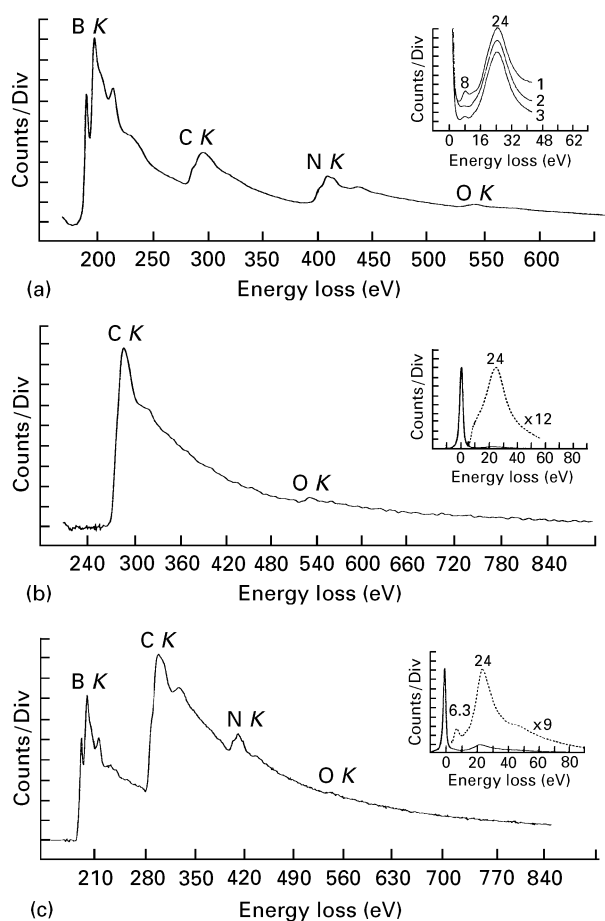 Counts/Div
B K
C K
N K
O K
200 250 300 350 400 450 500 550 600
Energy loss (eV)
(a)
Counts/Div
24
8
1
2
3
0 16 32 48 62
Energy loss (eV)
Counts/Div
C K
O K
240 300 360 420 480 540 600 660 720 780 840
Energy loss (eV)
(b)
Counts/Div
24
x12
0 20 40 60 80
Energy loss (eV)
Counts/Div
B K
C K
N K
O K
210 280 350 420 490 560 630 700 770 840
Energy loss (eV)
(c)
Counts/Div
6.3
24
x9
0 20 40 60 80
Energy loss (eV)